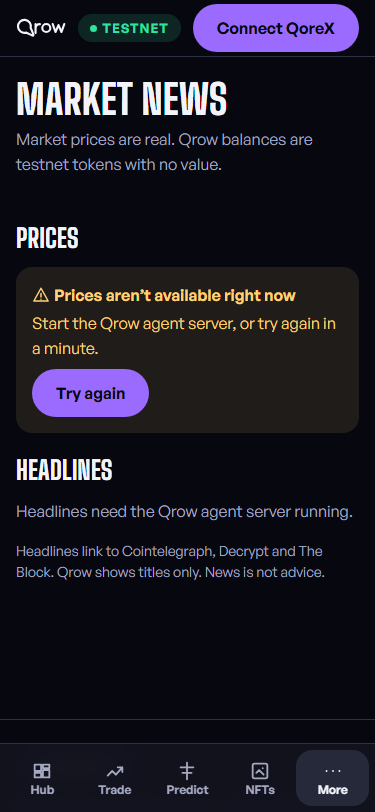 Qrow
TESTNET
Connect QoreX
MARKET NEWS
Market prices are real. Qrow balances are
testnet tokens with no value.
PRICES
Prices aren’t available right now
Start the Qrow agent server, or try again in
a minute.
Try again
HEADLINES
Headlines need the Qrow agent server running.
Headlines link to Cointelegraph, Decrypt and The
Block. Qrow shows titles only. News is not advice.
Hub
Trade
Predict
NFTs
More